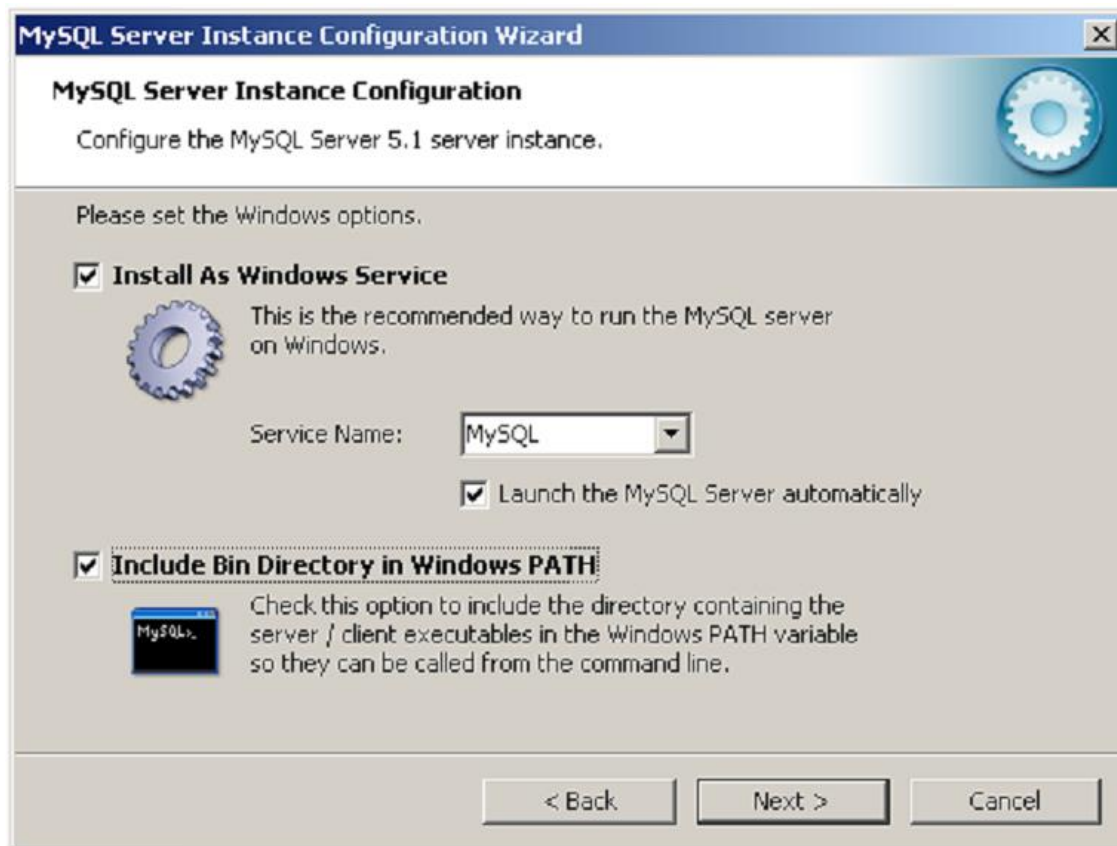 MySQL Server Instance Configuration Wizard
MySQL Server Instance Configuration
Configure the MySQL Server 5.1 server instance.
Please set the Windows options.
Install As Windows Service
This is the recommended way to run the MySQL server
on Windows.
Service Name: MySQL
Launch the MySQL Server automatically
Include Bin Directory in Windows PATH
MySQL>_
Check this option to include the directory containing the
server / client executables in the Windows PATH variable
so they can be called from the command line.
< Back Next > Cancel